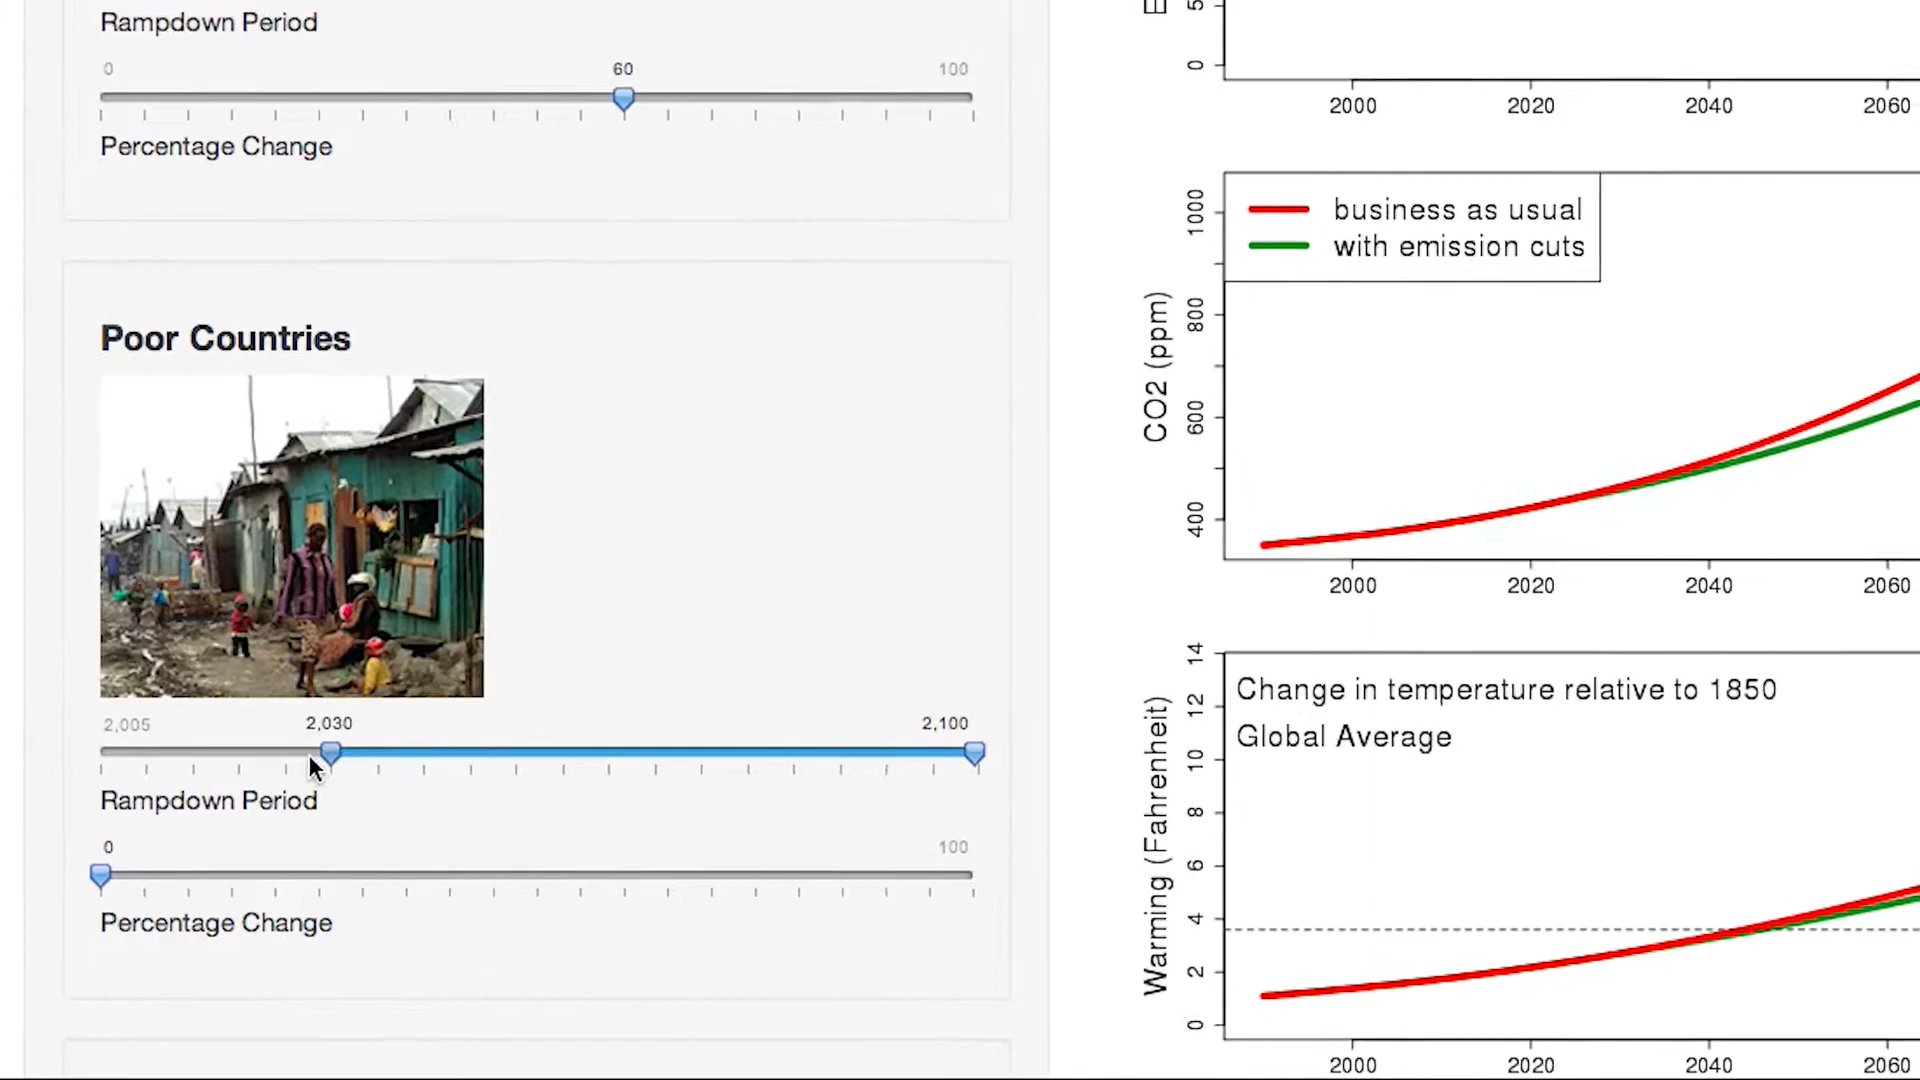 Rampdown Period
0 60 100
Percentage Change
Poor Countries
2,005 2,030 2,100
Rampdown Period
0 100
Percentage Change
5
0
2000 2020 2040 2060
business as usual
with emission cuts
CO2 (ppm)
1000
800
600
400
2000 2020 2040 2060
Change in temperature relative to 1850
Global Average
Warming (Fahrenheit)
14
12
10
8
6
4
2
0
2000 2020 2040 2060